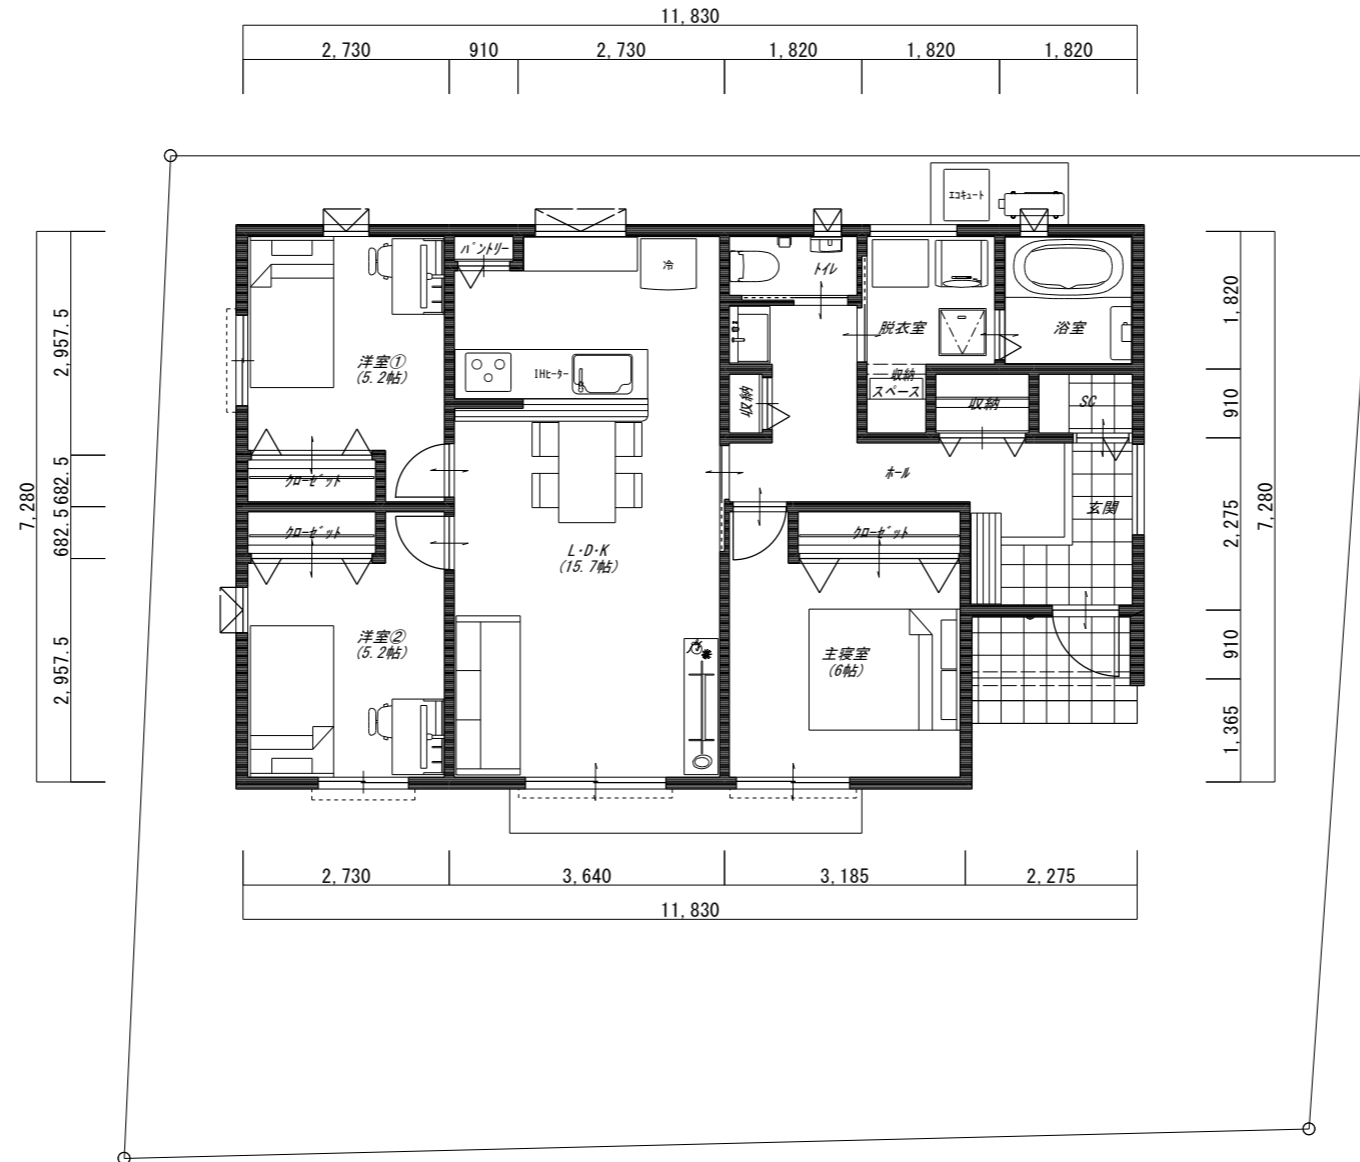 11,830
2,730
910
2,730
1,820
1,820
1,820
エコキュート
パントリー
冷
トイレ
脱衣室
浴室
洋室①
(5.2帖)
IHヒーター
収納
スペース
収納
収納
SC
クローゼット
ホール
玄関
クローゼット
クローゼット
L・D・K
(15.7帖)
洋室②
(5.2帖)
主寝室
(6帖)
7,280
2,957.5
682.5
682.5
2,957.5
1,820
910
2,275
910
1,365
7,280
2,730
3,640
3,185
2,275
11,830